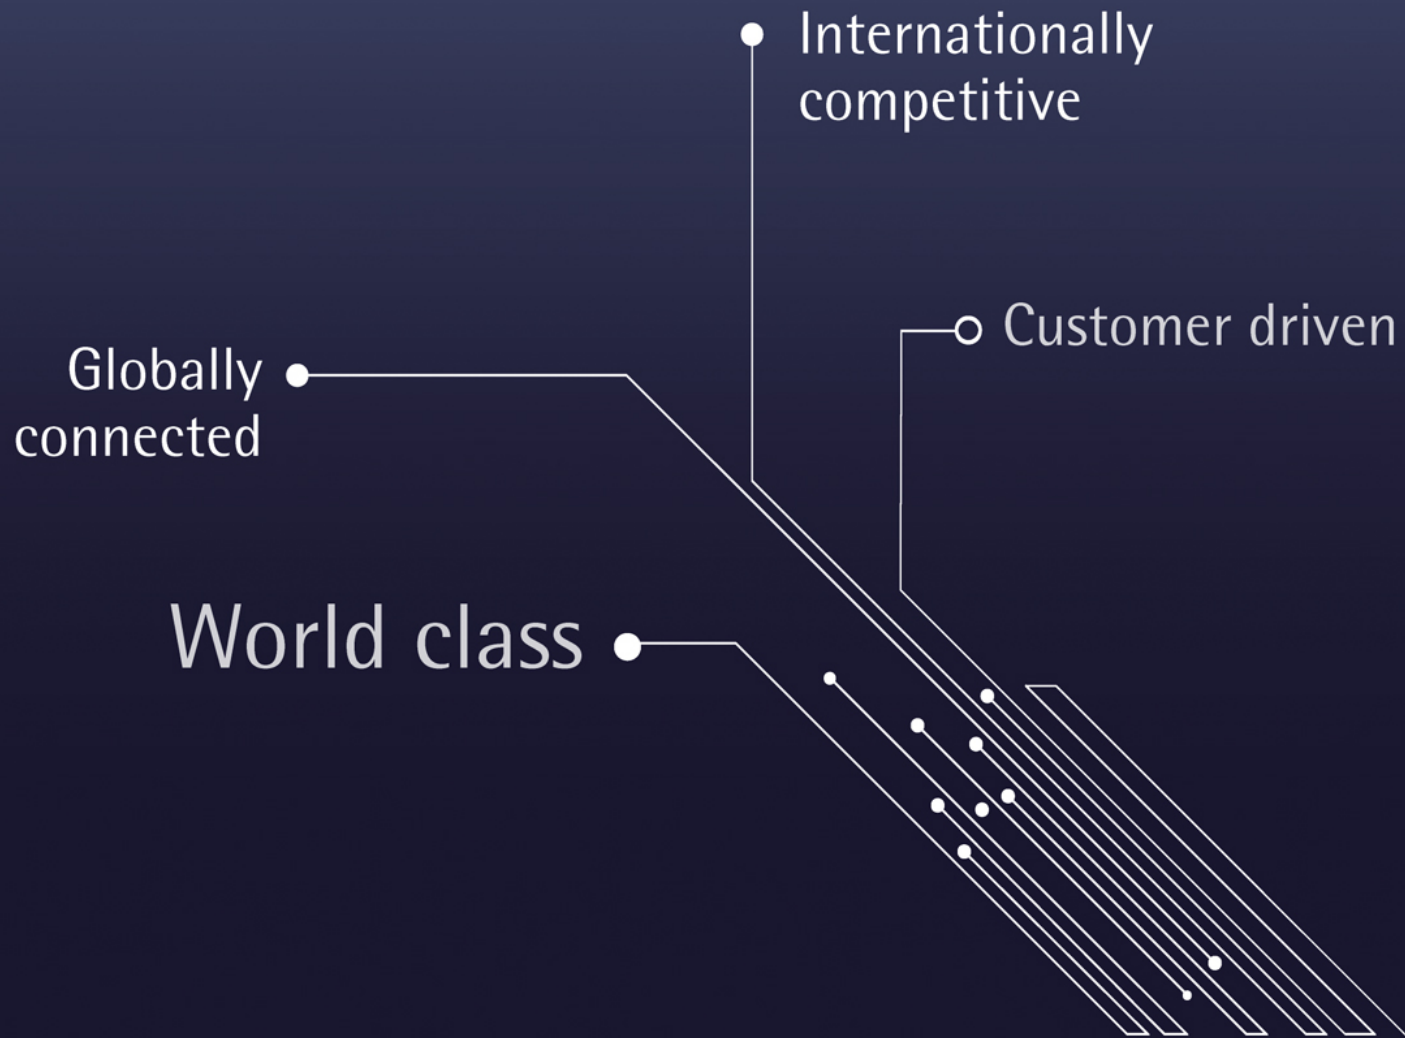 Internationally
competitive
Customer driven
Globally
connected
World class